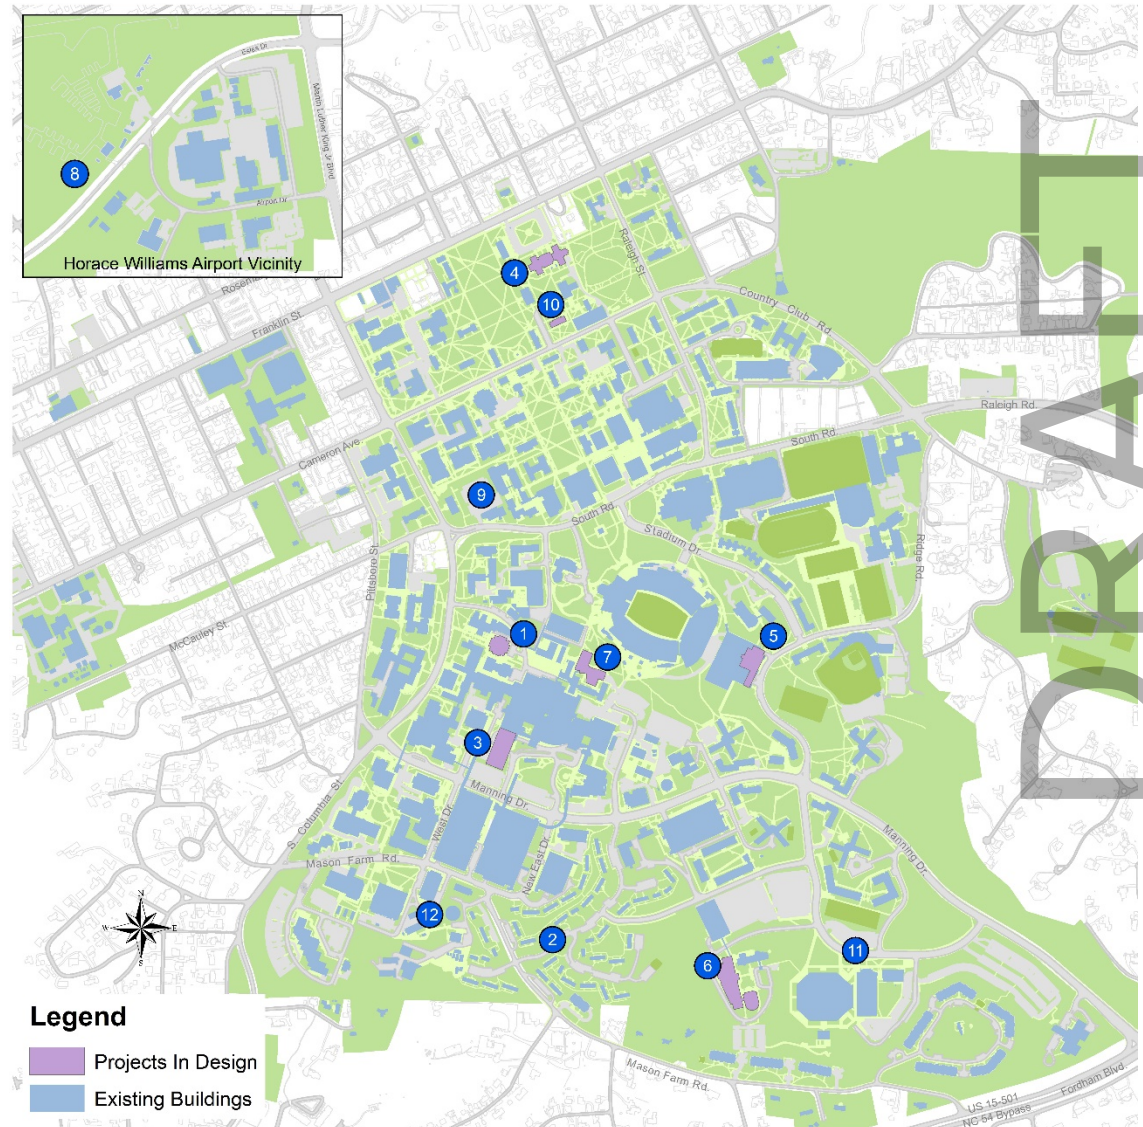 Estes Dr
Martin Luther King Jr Blvd
8
Airport Dr
Horace Williams Airport Vicinity
Rosem
Franklin St.
Raleigh St.
4
10
Country Club Rd.
Raleigh Rd.
South Rd.
Cameron Ave.
9
South Rd.
Stadium Dr.
Ridge Rd.
Pittsboro St.
McCauley St.
1
7
5
3
Manning Dr.
S. Columbia St.
West Dr.
Mason Farm Rd.
New East Dr.
Manning Dr.
12
2
6
11
N
W
E
S
Legend
Projects In Design
Existing Buildings
Mason Farm Rd.
Fordham Blvd.
US 15-501
NC 54 Bypass
DRAFT